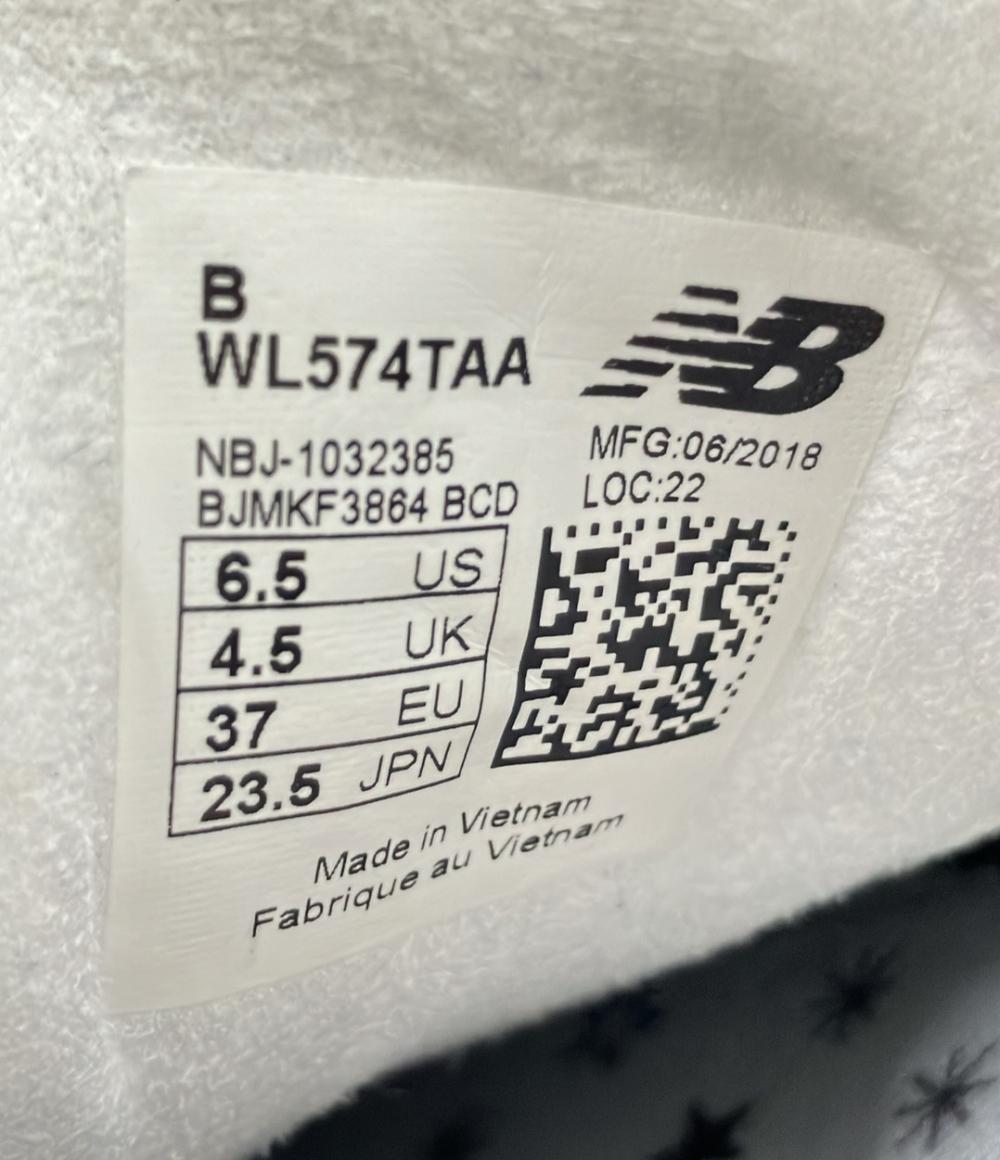 B
WL574TAA
NB
NBJ-1032385
BJMKF3864 BCD
MFG:06/2018
LOC:22
6.5 US
4.5 UK
37 EU
23.5 JPN
Made in Vietnam
Fabrique au Vietnam